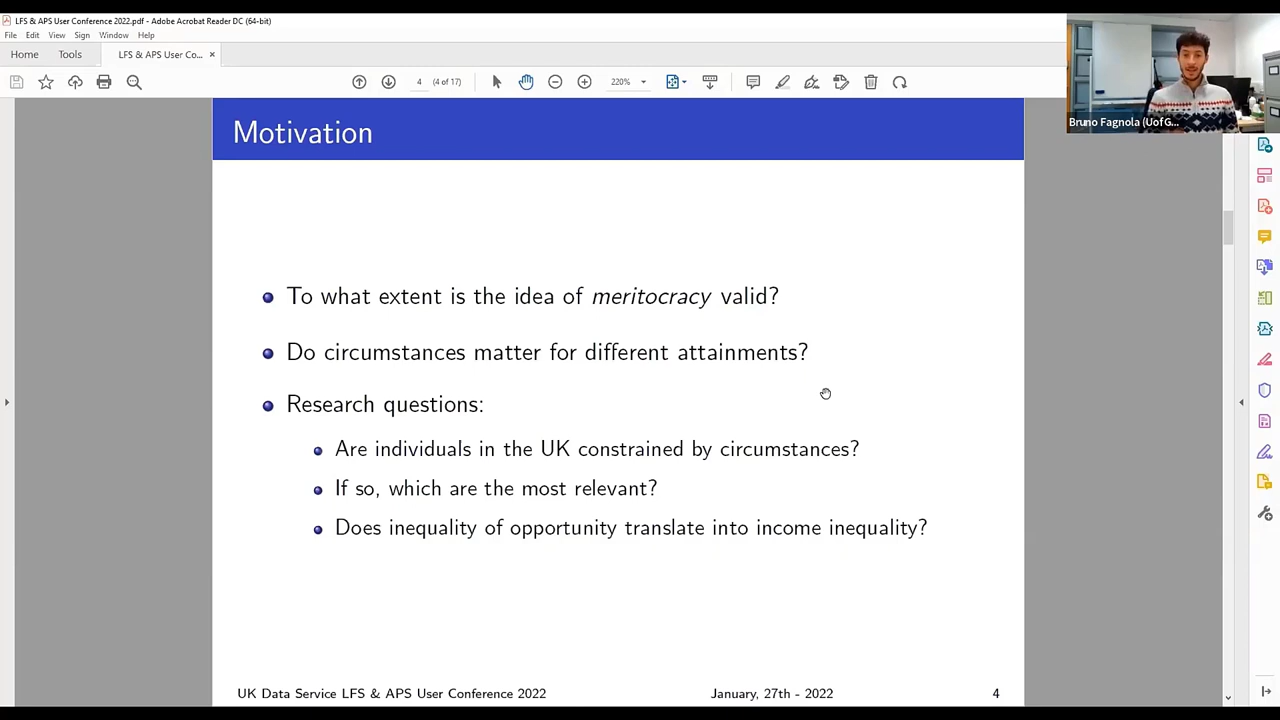 LFS & APS User Conference 2022.pdf - Adobe Acrobat Reader DC (64-bit)
File Edit View Sign Window Help
Home Tools LFS & APS User Co... ×
4 (4 of 17) 220%
Bruno Fagnola (UofG...
Motivation
To what extent is the idea of meritocracy valid?
Do circumstances matter for different attainments?
Research questions:
Are individuals in the UK constrained by circumstances?
If so, which are the most relevant?
Does inequality of opportunity translate into income inequality?
UK Data Service LFS & APS User Conference 2022 January, 27th - 2022 4